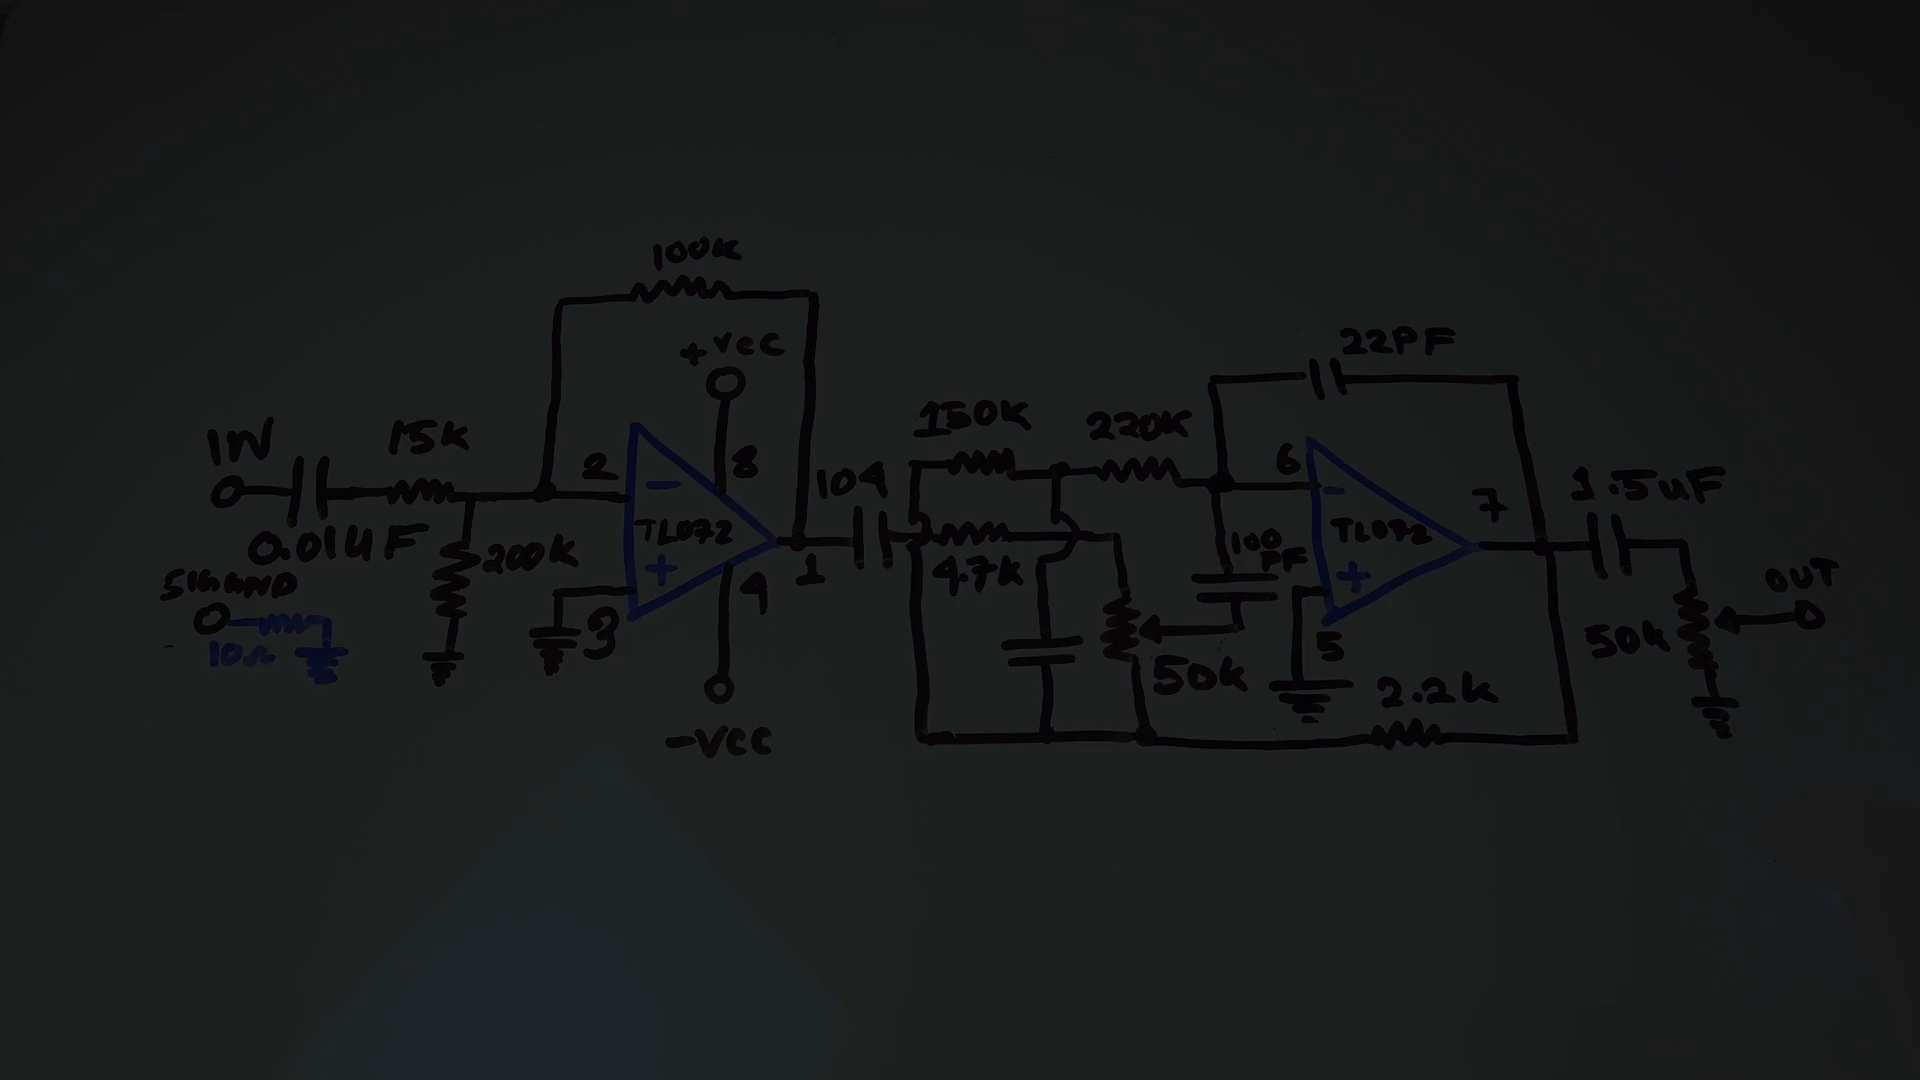 100K
+VCC
22PF
IN
15K
150K
220K
2
-
8
104
6
-
7
1.5uF
TL072
TL072
0.01UF
200K
+
4
1
4.7K
100
PF
+
OUT
SIGGND
10Ω
3
50K
5
50K
2.2K
-VCC